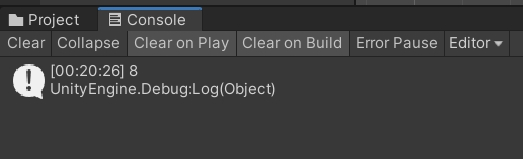 Project Console
Clear Collapse Clear on Play Clear on Build Error Pause Editor
[00:20:26] 8
UnityEngine.Debug:Log(Object)